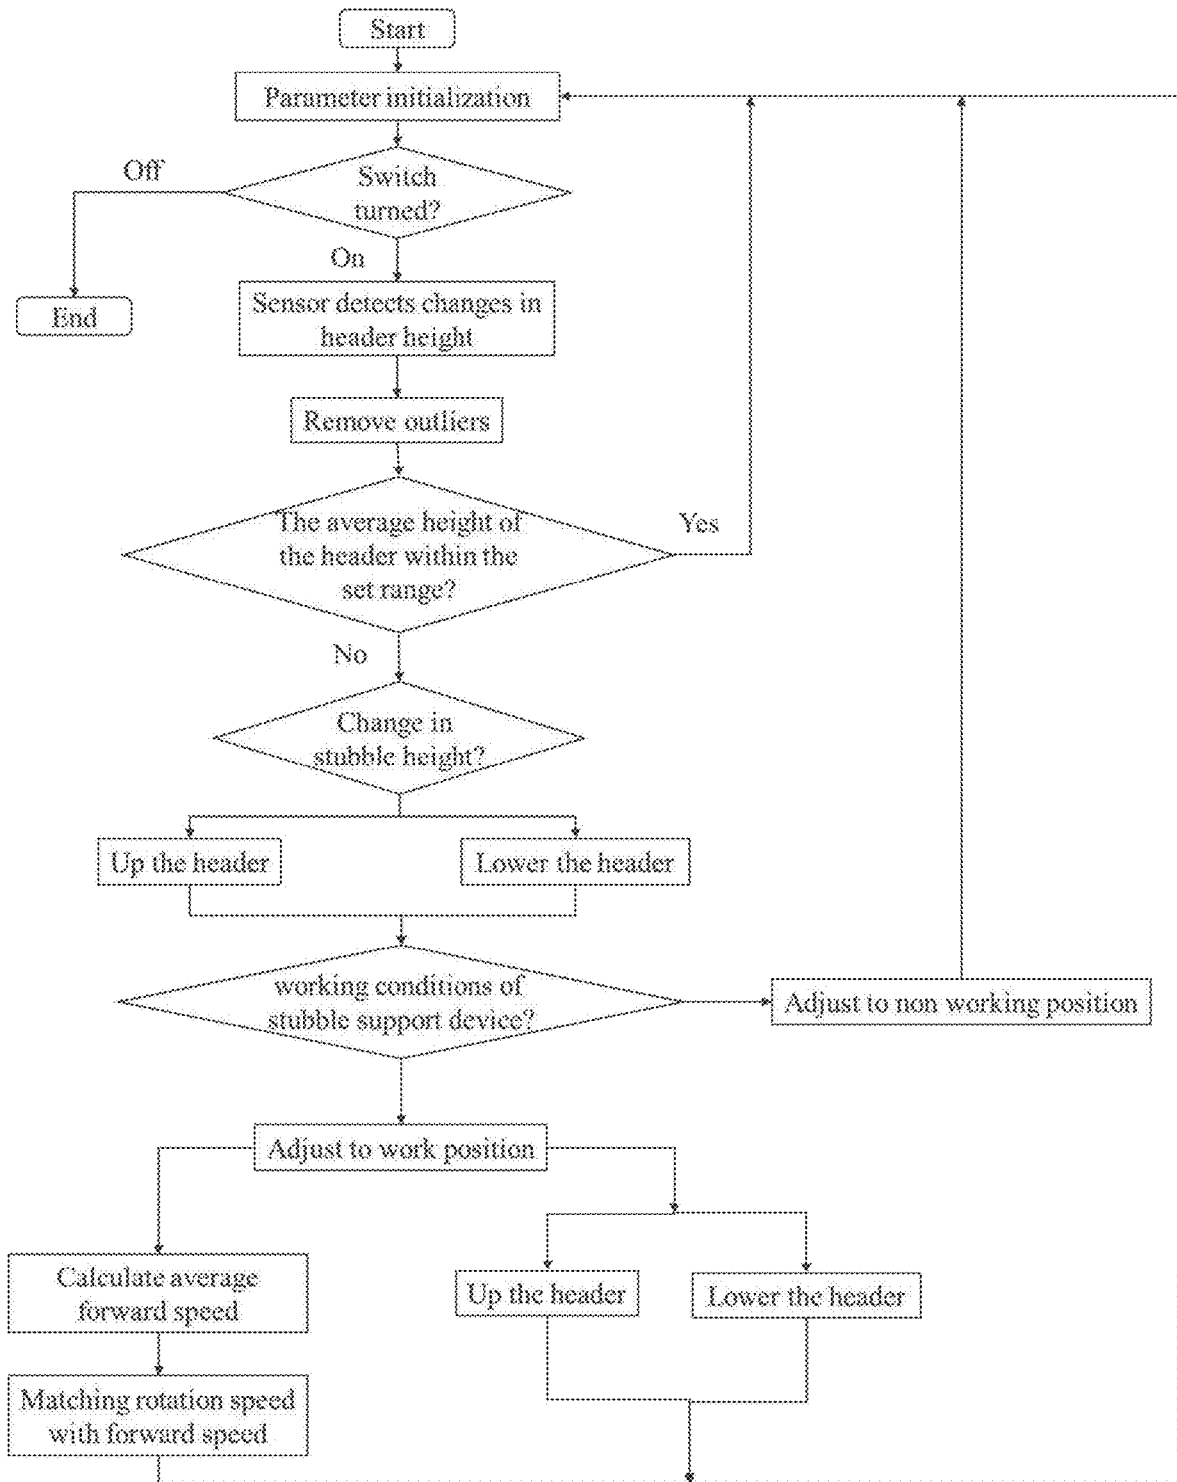 Start
Parameter initialization
Off
Switch
turned?
On
End
Sensor detects changes in
header height
Remove outliers
The average height of
the header within the
set range?
Yes
No
Change in
stubble height?
Up the header
Lower the header
working conditions of
stubble support device?
Adjust to non working position
Adjust to work position
Calculate average
forward speed
Up the header
Lower the header
Matching rotation speed
with forward speed